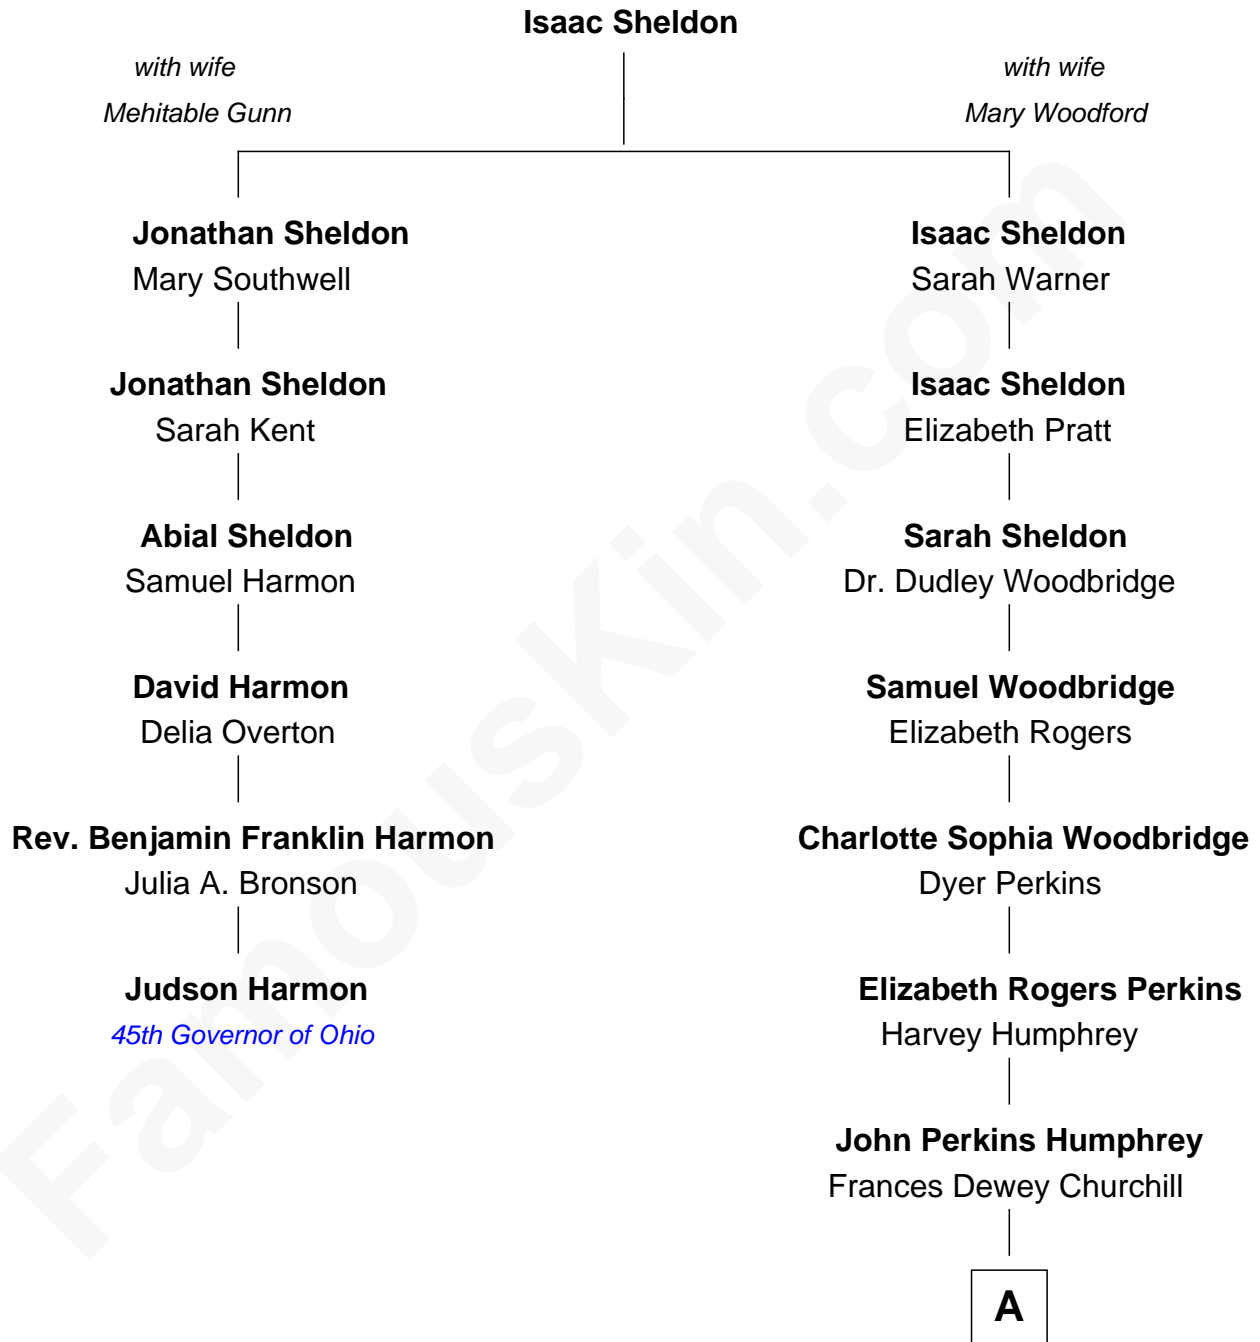 Isaac Sheldon
with wife
Mehitable Gunn
with wife
Mary Woodford
Jonathan Sheldon
Mary Southwell
Isaac Sheldon
Sarah Warner
Jonathan Sheldon
Sarah Kent
Isaac Sheldon
Elizabeth Pratt
Abial Sheldon
Samuel Harmon
Sarah Sheldon
Dr. Dudley Woodbridge
David Harmon
Delia Overton
Samuel Woodbridge
Elizabeth Rogers
Rev. Benjamin Franklin Harmon
Julia A. Bronson
Charlotte Sophia Woodbridge
Dyer Perkins
Judson Harmon
45th Governor of Ohio
Elizabeth Rogers Perkins
Harvey Humphrey
John Perkins Humphrey
Frances Dewey Churchill
A
FamousKin.com